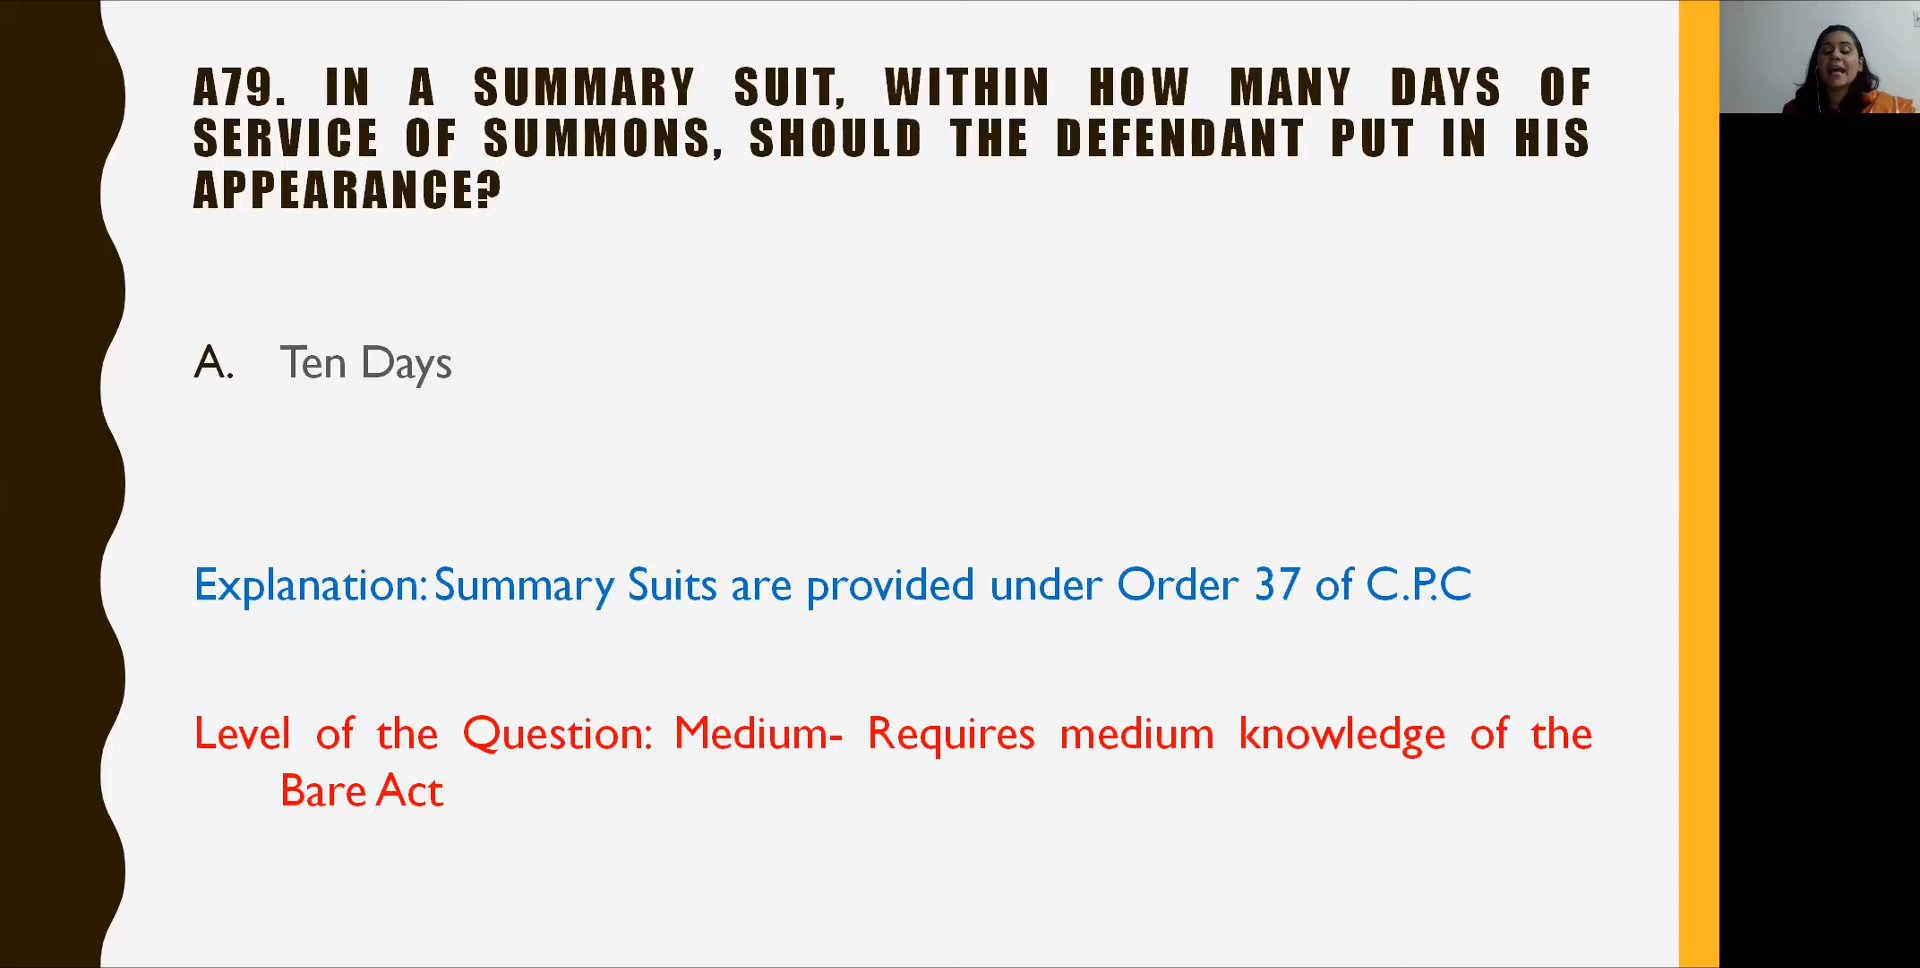 A79. IN A SUMMARY SUIT, WITHIN HOW MANY DAYS OF
SERVICE OF SUMMONS, SHOULD THE DEFENDANT PUT IN HIS
APPEARANCE?
A. Ten Days
Explanation: Summary Suits are provided under Order 37 of C.P.C
Level of the Question: Medium- Requires medium knowledge of the
Bare Act